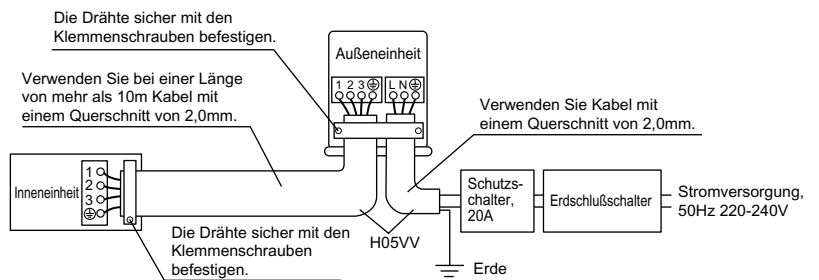 Die Drähte sicher mit den
Klemmenschrauben befestigen.
Außeneinheit
1 2 3
L N
Verwenden Sie bei einer Länge
von mehr als 10m Kabel mit
einem Querschnitt von 2,0mm.
Verwenden Sie Kabel mit
einem Querschnitt von 2,0mm.
Inneneinheit
1
2
3
Schutz-
schalter,
20A
Erdschlußschalter
Stromversorgung,
50Hz 220-240V
Die Drähte sicher mit den
Klemmenschrauben
befestigen.
H05VV
Erde